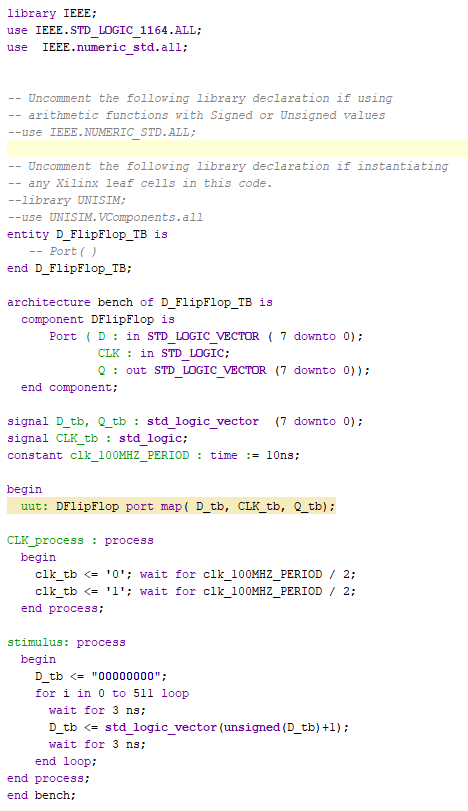 library IEEE;
use IEEE.STD_LOGIC_1164.ALL;
use  IEEE.numeric_std.all;
-- Uncomment the following library declaration if using
-- arithmetic functions with Signed or Unsigned values
--use IEEE.NUMERIC_STD.ALL;
-- Uncomment the following library declaration if instantiating
-- any Xilinx leaf cells in this code.
--library UNISIM;
--use UNISIM.VComponents.all
entity D_FlipFlop_TB is
   -- Port( )
end D_FlipFlop_TB;
architecture bench of D_FlipFlop_TB is
  component DFlipFlop is
      Port ( D : in STD_LOGIC_VECTOR ( 7 downto 0);
             CLK : in STD_LOGIC;
             Q : out STD_LOGIC_VECTOR (7 downto 0));
  end component;
signal D_tb, Q_tb : std_logic_vector  (7 downto 0);
signal CLK_tb : std_logic;
constant clk_100MHZ_PERIOD : time := 10ns;
begin
  uut: DFlipFlop port map( D_tb, CLK_tb, Q_tb);
CLK_process : process
  begin
    clk_tb <= '0'; wait for clk_100MHZ_PERIOD / 2;
    clk_tb <= '1'; wait for clk_100MHZ_PERIOD / 2;
  end process;
stimulus: process
  begin
    D_tb <= "00000000";
    for i in 0 to 511 loop
      wait for 3 ns;
      D_tb <= std_logic_vector(unsigned(D_tb)+1);
      wait for 3 ns;
    end loop;
end process;
end bench;